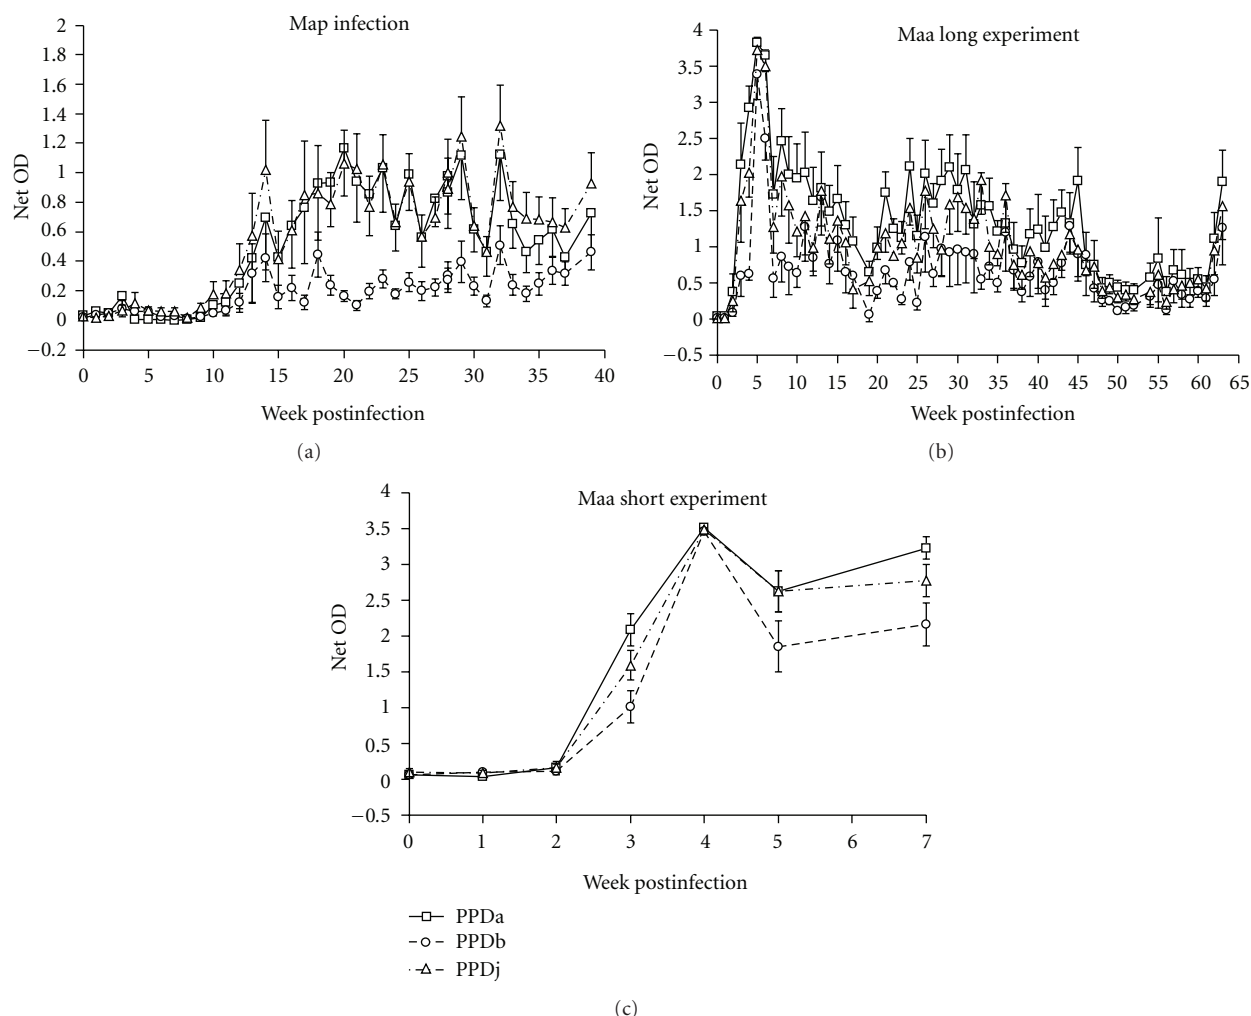 Map infection
2
1.8
1.6
1.4
1.2
1
0.8
0.6
0.4
0.2
0
−0.2
Net OD
0 5 10 15 20 25 30 35 40
Week postinfection
(a)
Maa long experiment
4
3.5
3
2.5
2
1.5
1
0.5
0
−0.5
Net OD
0 5 10 15 20 25 30 35 40 45 50 55 60 65
Week postinfection
(b)
Maa short experiment
4
3.5
3
2.5
2
1.5
1
0.5
0
−0.5
Net OD
0 1 2 3 4 5 6 7
Week postinfection
PPDa
PPDb
PPDj
(c)